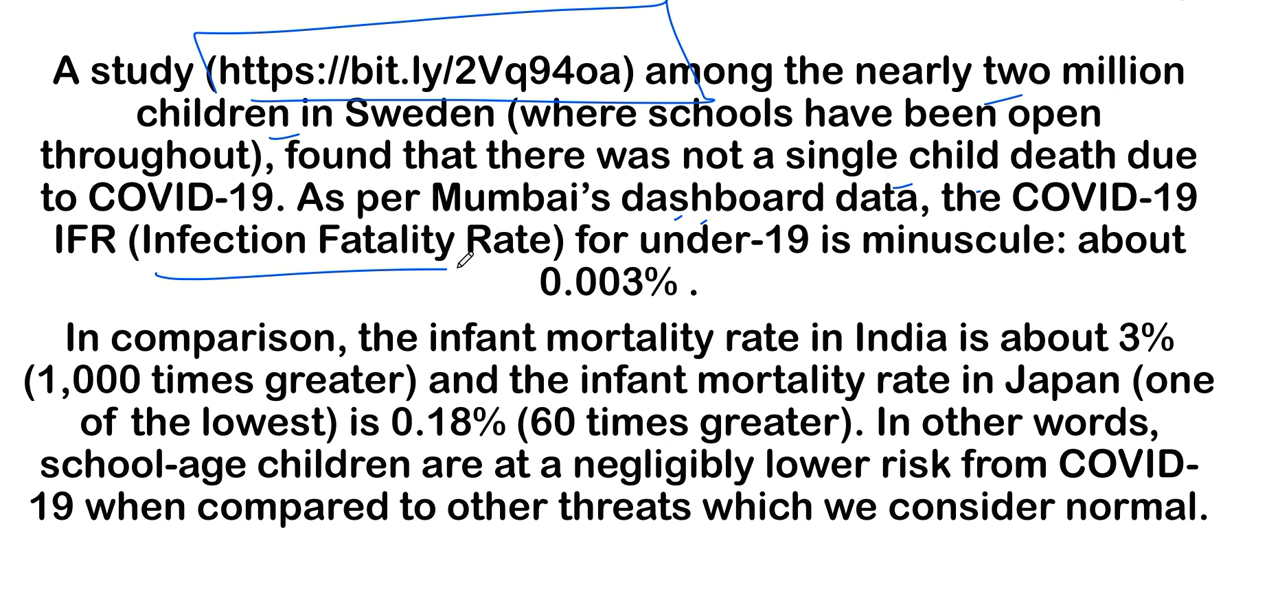 A study (https://bit.ly/2Vq94oa) among the nearly two million
children in Sweden (where schools have been open
throughout), found that there was not a single child death due
to COVID-19. As per Mumbai's dashboard data, the COVID-19
IFR (Infection Fatality Rate) for under-19 is minuscule: about
0.003% .
In comparison, the infant mortality rate in India is about 3%
(1,000 times greater) and the infant mortality rate in Japan (one
of the lowest) is 0.18% (60 times greater). In other words,
school-age children are at a negligibly lower risk from COVID-
19 when compared to other threats which we consider normal.